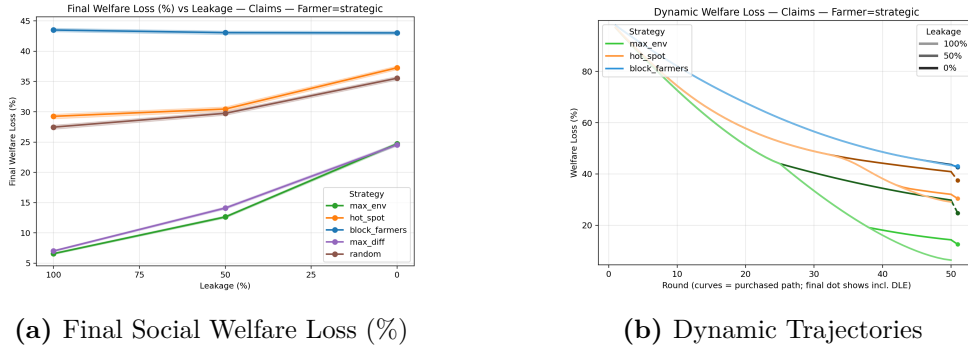 Final Welfare Loss (%) vs Leakage — Claims — Farmer=strategic
45
40
35
30
25
20
15
10
5
Final Welfare Loss (%)
100
75
50
25
0
Leakage (%)
Strategy
max_env
hot_spot
block_farmers
max_diff
random
(a) Final Social Welfare Loss (%)
Dynamic Welfare Loss — Claims — Farmer=strategic
Strategy
max_env
hot_spot
block_farmers
Leakage
100%
50%
0%
80
60
40
20
Welfare Loss (%)
0
10
20
30
40
50
Round (curves = purchased path; final dot shows incl. DLE)
(b) Dynamic Trajectories